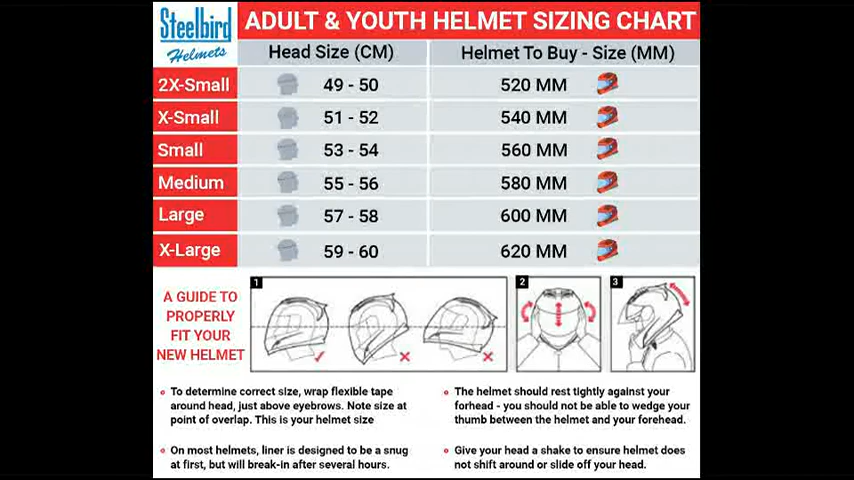 Steelbird
Helmets
ADULT & YOUTH HELMET SIZING CHART
Head Size (CM)
Helmet To Buy - Size (MM)
2X-Small 49 - 50 520 MM
X-Small 51 - 52 540 MM
Small 53 - 54 560 MM
Medium 55 - 56 580 MM
Large 57 - 58 600 MM
X-Large 59 - 60 620 MM
A GUIDE TO
PROPERLY
FIT YOUR
NEW HELMET
1
2
3
To determine correct size, wrap flexible tape
around head, just above eyebrows. Note size at
point of overlap. This is your helmet size
On most helmets, liner is designed to be a snug
at first, but will break-in after several hours.
The helmet should rest tightly against your
forhead - you should not be able to wedge your
thumb between the helmet and your forehead.
Give your head a shake to ensure helmet does
not shift around or slide off your head.